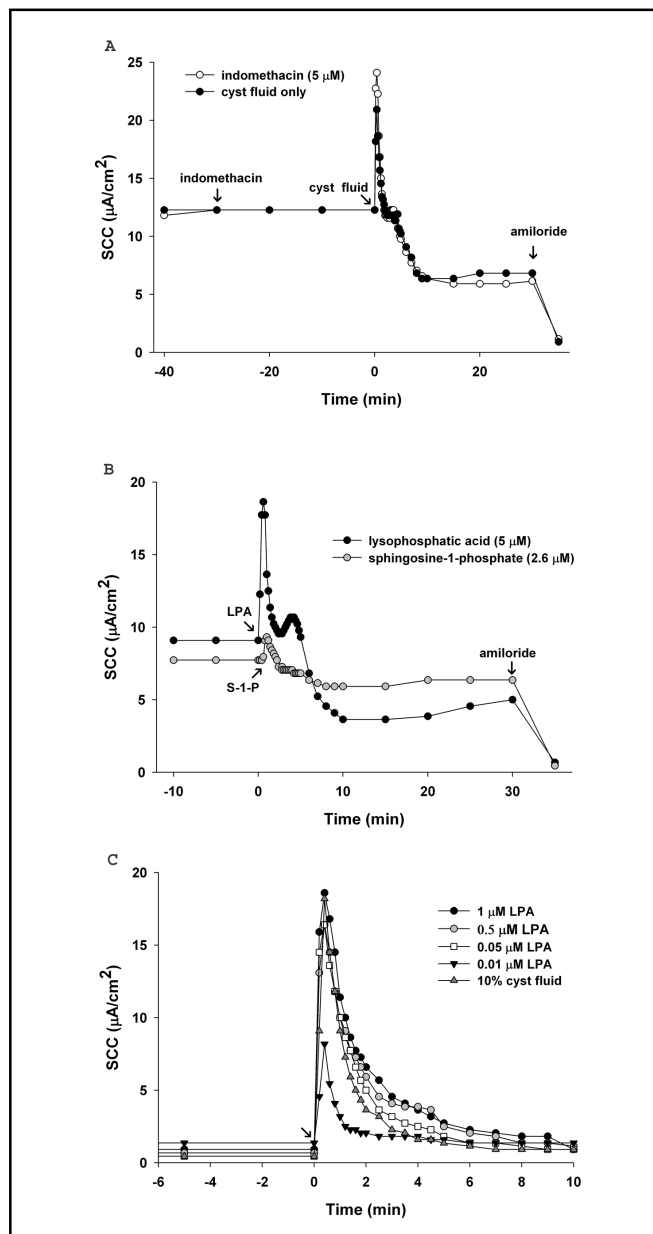 A
indomethacin (5 μM)
cyst fluid only
25
20
15
10
5
0
SCC (μA/cm²)
indomethacin
cyst fluid
amiloride
-40
-20
0
20
Time (min)
B
lysophosphatic acid (5 μM)
sphingosine-1-phosphate (2.6 μM)
20
15
10
5
0
SCC (μA/cm²)
LPA
S-1-P
amiloride
-10
0
10
20
30
Time (min)
C
1 μM LPA
0.5 μM LPA
0.05 μM LPA
0.01 μM LPA
10% cyst fluid
20
15
10
5
0
SCC (μA/cm²)
-6
-4
-2
0
2
4
6
8
10
Time (min)